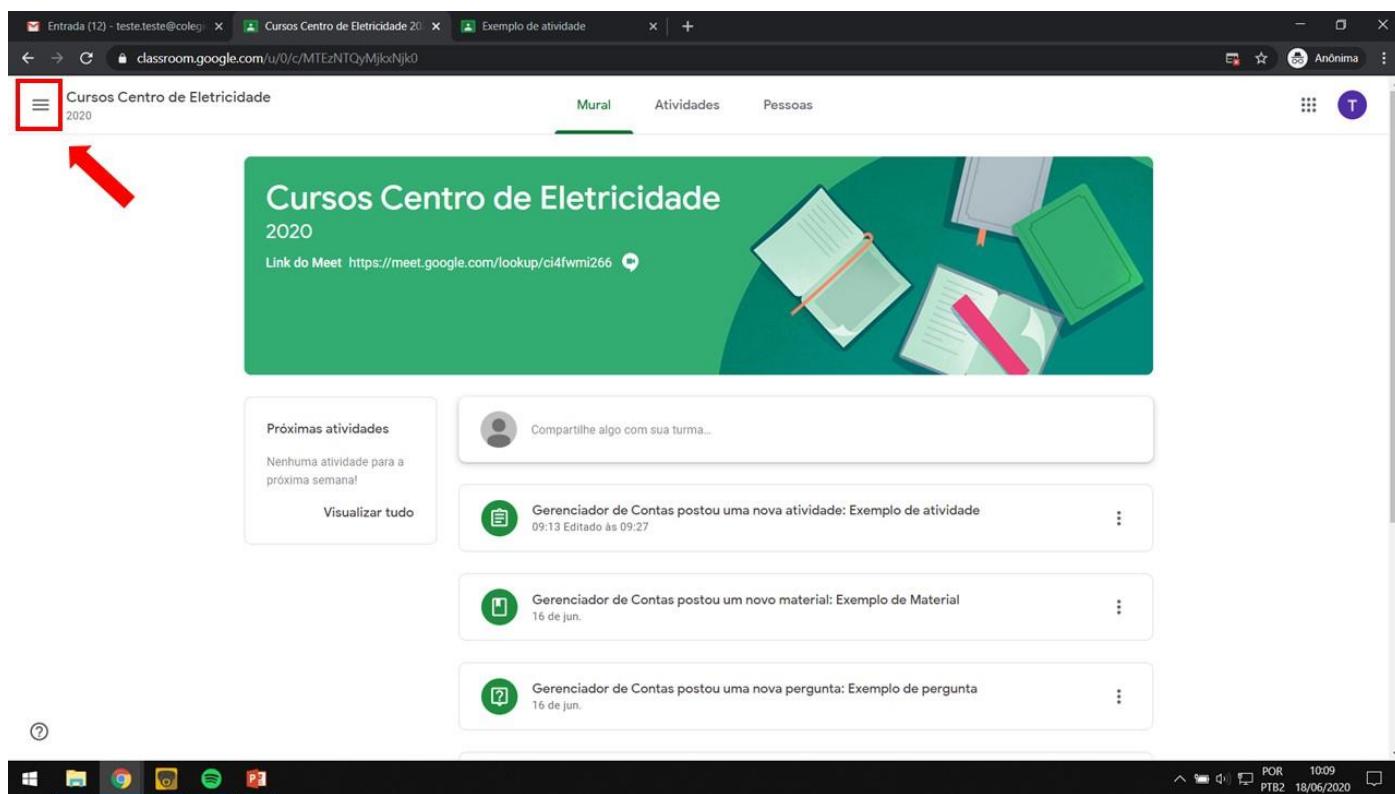 Entrada (12) - teste.teste@colegi
Cursos Centro de Eletricidade 20
Exemplo de atividade
classroom.google.com/u/0/c/MTEzNTQyMjkxNjk0
Anônima
Cursos Centro de Eletricidade
2020
Mural
Atividades
Pessoas
T
Cursos Centro de Eletricidade
2020
Link do Meet https://meet.google.com/lookup/ci4fwmi266
Próximas atividades
Nenhuma atividade para a
próxima semana!
Visualizar tudo
Compartilhe algo com sua turma...
Gerenciador de Contas postou uma nova atividade: Exemplo de atividade
09:13 Editado às 09:27
Gerenciador de Contas postou um novo material: Exemplo de Material
16 de jun.
Gerenciador de Contas postou uma nova pergunta: Exemplo de pergunta
16 de jun.
POR
PTB2
10:09
18/06/2020